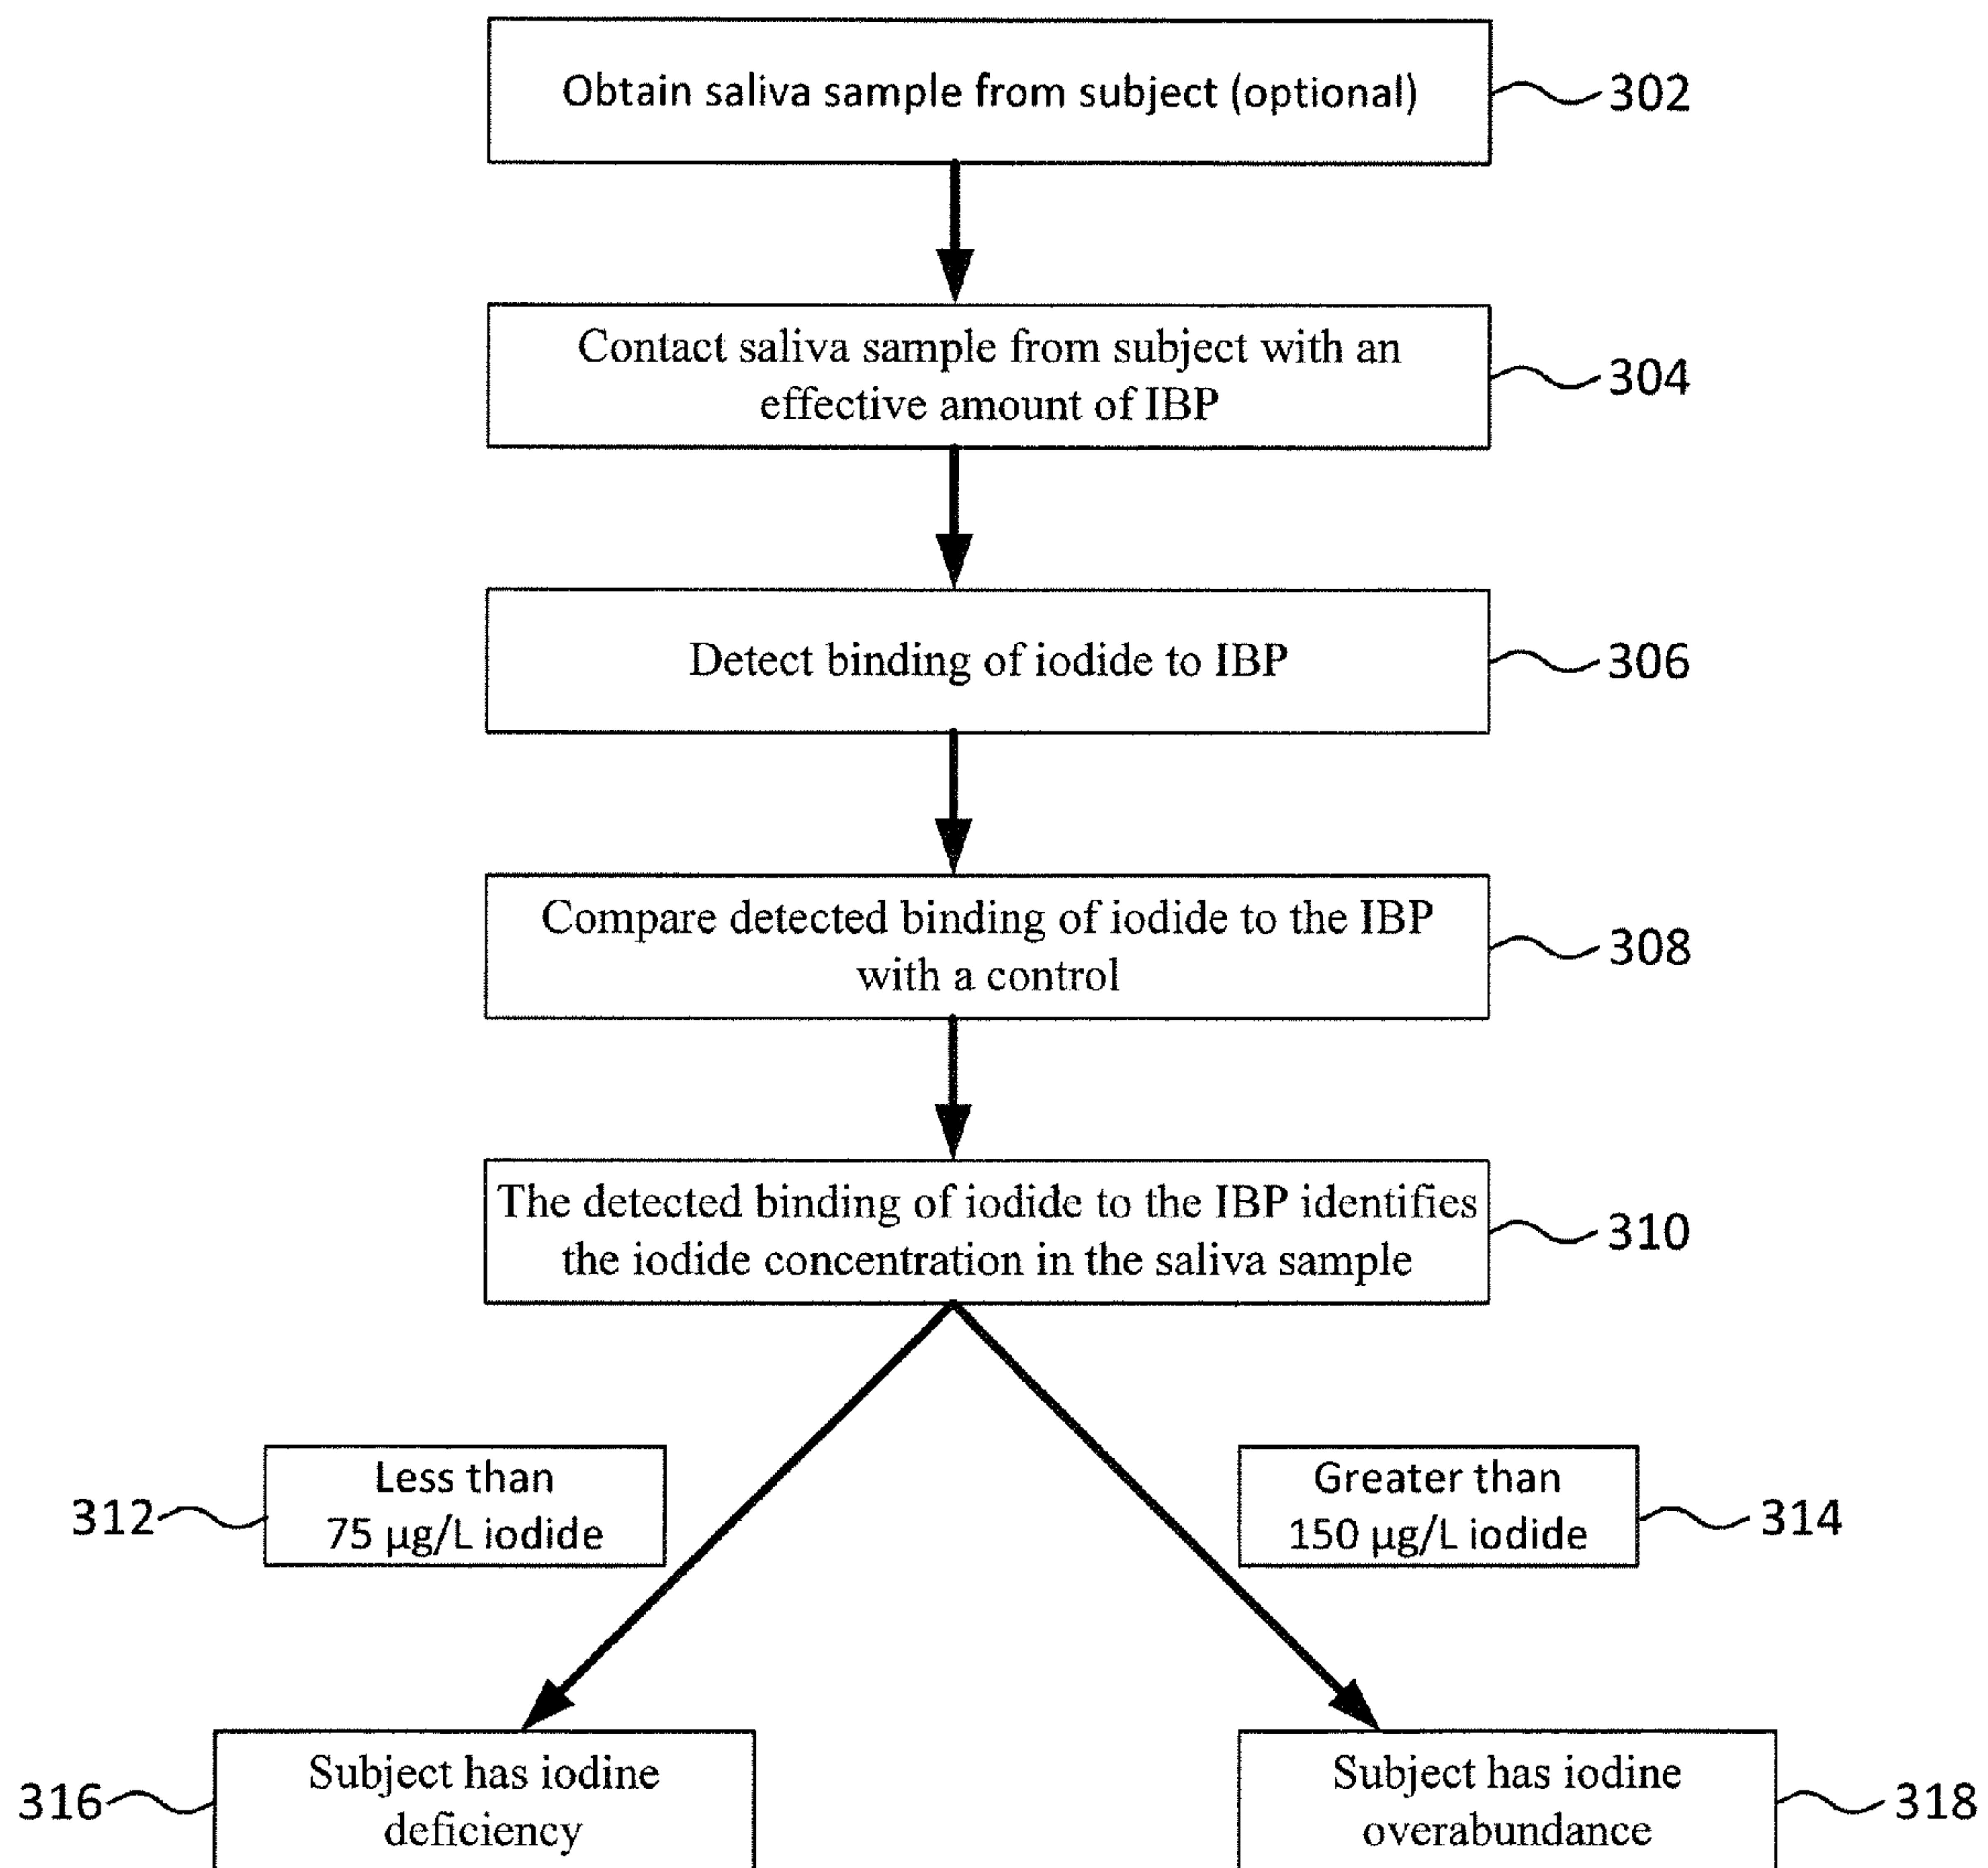 Obtain saliva sample from subject (optional)
302
Contact saliva sample from subject with an
effective amount of IBP
304
Detect binding of iodide to IBP
306
Compare detected binding of iodide to the IBP
with a control
308
The detected binding of iodide to the IBP identifies
the iodide concentration in the saliva sample
310
312
Less than
75 µg/L iodide
Greater than
150 µg/L iodide
314
316
Subject has iodine
deficiency
Subject has iodine
overabundance
318